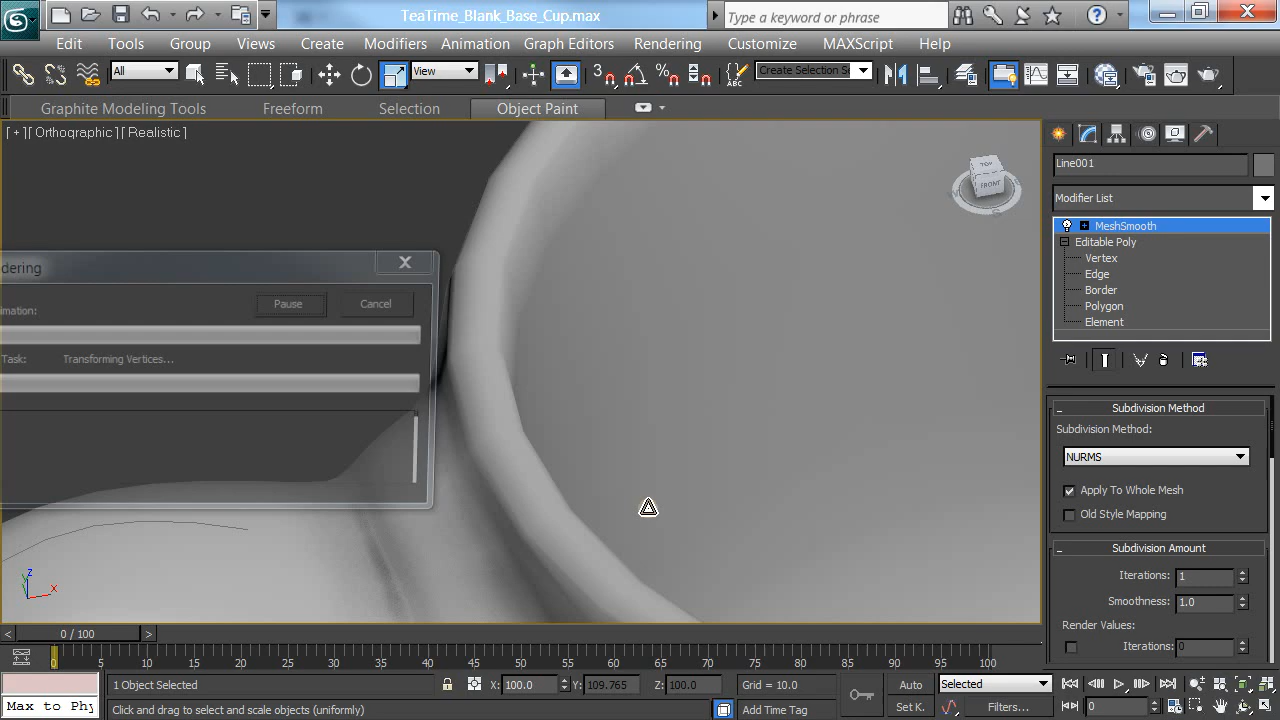 TeaTime_Blank_Base_Cup.max
Type a keyword or phrase
Edit Tools Group Views Create Modifiers Animation Graph Editors Rendering Customize MAXScript Help
All
View
3
%
ABC
Create Selection Se
Graphite Modeling Tools Freeform Selection Object Paint
[ + ][ Orthographic ][ Realistic ]
TOP
FRONT
Line001
Modifier List
MeshSmooth
Editable Poly
Vertex
Edge
Border
Polygon
Element
dering
Pause Cancel
imation:
Task: Transforming Vertices...
Subdivision Method
Subdivision Method:
NURMS
Apply To Whole Mesh
Old Style Mapping
Subdivision Amount
Iterations: 1
Smoothness: 1.0
Render Values:
Iterations: 0
z
y
x
< 0 / 100 >
0 5 10 15 20 25 30 35 40 45 50 55 60 65 70 75 80 85 90 95 100
1 Object Selected X: 100.0 Y: 109.765 Z: 100.0 Grid = 10.0 Auto Selected
Max to Phy Click and drag to select and scale objects (uniformly) Add Time Tag Set K. Filters... 0